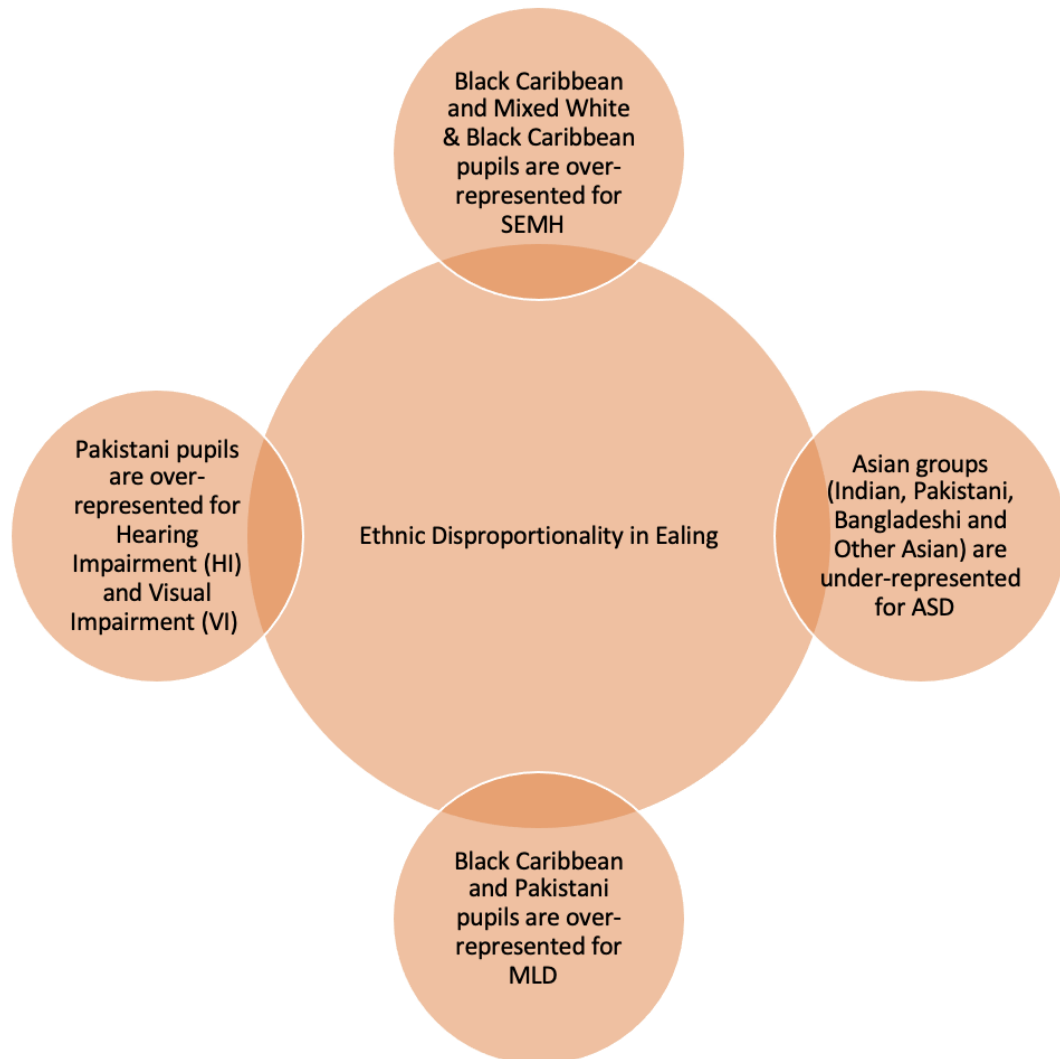 Black Caribbean
and Mixed White
& Black Caribbean
pupils are over-
represented for
SEMH
Pakistani pupils
are over-
represented for
Hearing
Impairment (HI)
and Visual
Impairment (VI)
Ethnic Disproportionality in Ealing
Asian groups
(Indian, Pakistani,
Bangladeshi and
Other Asian) are
under-represented
for ASD
Black Caribbean
and Pakistani
pupils are over-
represented for
MLD